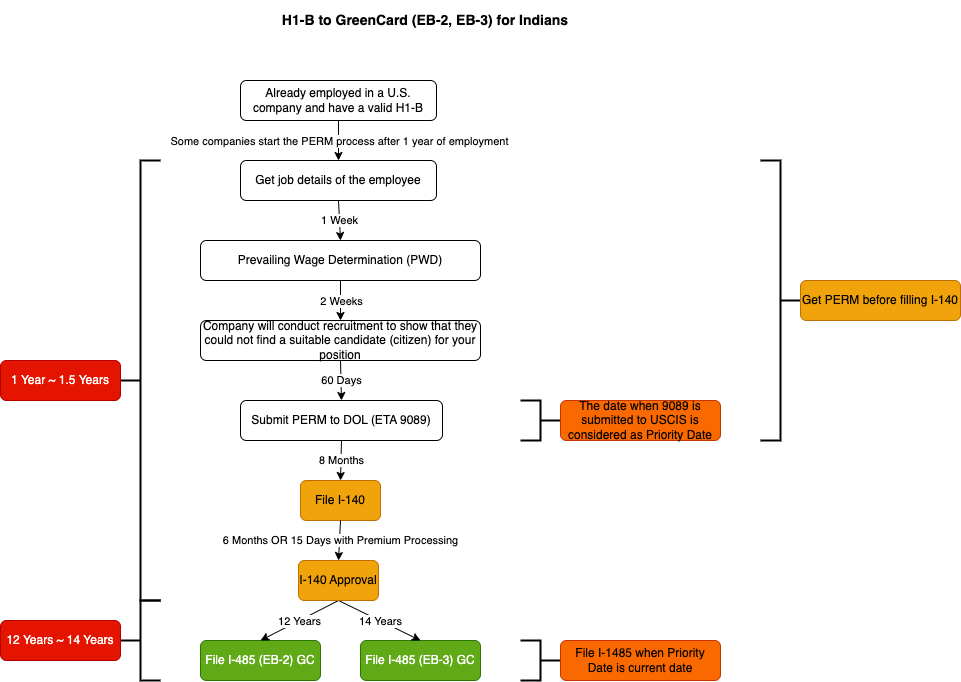 H1-B to GreenCard (EB-2, EB-3) for Indians
Already employed in a U.S.
company and have a valid H1-B
Some companies start the PERM process after 1 year of employment
Get job details of the employee
1 Week
Prevailing Wage Determination (PWD)
2 Weeks
Get PERM before filling I-140
Company will conduct recruitment to show that they
could not find a suitable candidate (citizen) for your
position
1 Year ~ 1.5 Years
60 Days
Submit PERM to DOL (ETA 9089)
The date when 9089 is
submitted to USCIS is
considered as Priority Date
8 Months
File I-140
6 Months OR 15 Days with Premium Processing
I-140 Approval
12 Years
14 Years
12 Years ~ 14 Years
File I-485 (EB-2) GC
File I-485 (EB-3) GC
File I-1485 when Priority
Date is current date